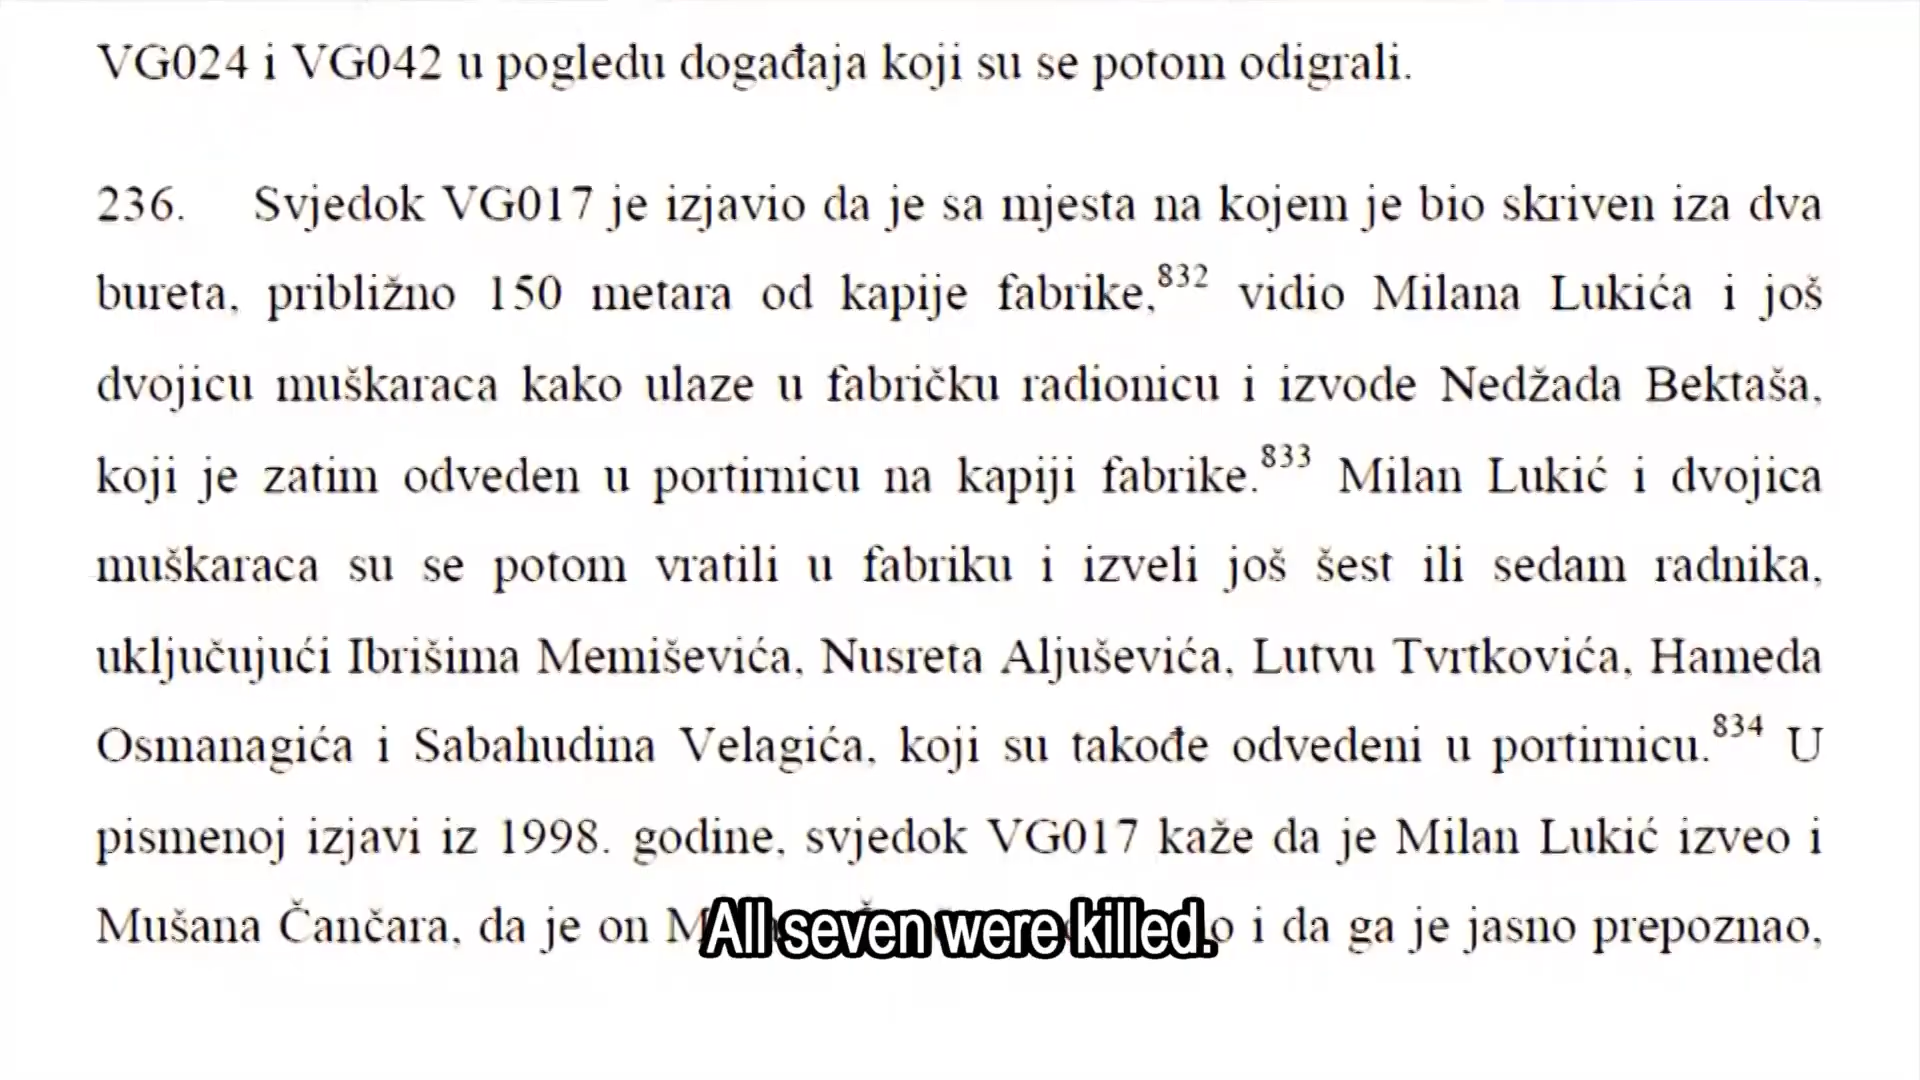 VG024 i VG042 u pogledu događaja koji su se potom odigrali.
236. Svjedok VG017 je izjavio da je sa mjesta na kojem je bio skriven iza dva
bureta, približno 150 metara od kapije fabrike,832 vidio Milana Lukića i još
dvojicu muškaraca kako ulaze u fabričku radionicu i izvode Nedžada Bektaša,
koji je zatim odveden u portirnicu na kapiji fabrike.833 Milan Lukić i dvojica
muškaraca su se potom vratili u fabriku i izveli još šest ili sedam radnika,
uključujući Ibrišima Memiševića, Nusreta Aljuševića, Lutvu Tvrtkovića, Hameda
Osmanagića i Sabahudina Velagića, koji su takođe odvedeni u portirnicu.834 U
pismenoj izjavi iz 1998. godine, svjedok VG017 kaže da je Milan Lukić izveo i
Mušana Čančara, da je on i da ga je jasno prepoznao,
All seven were killed.